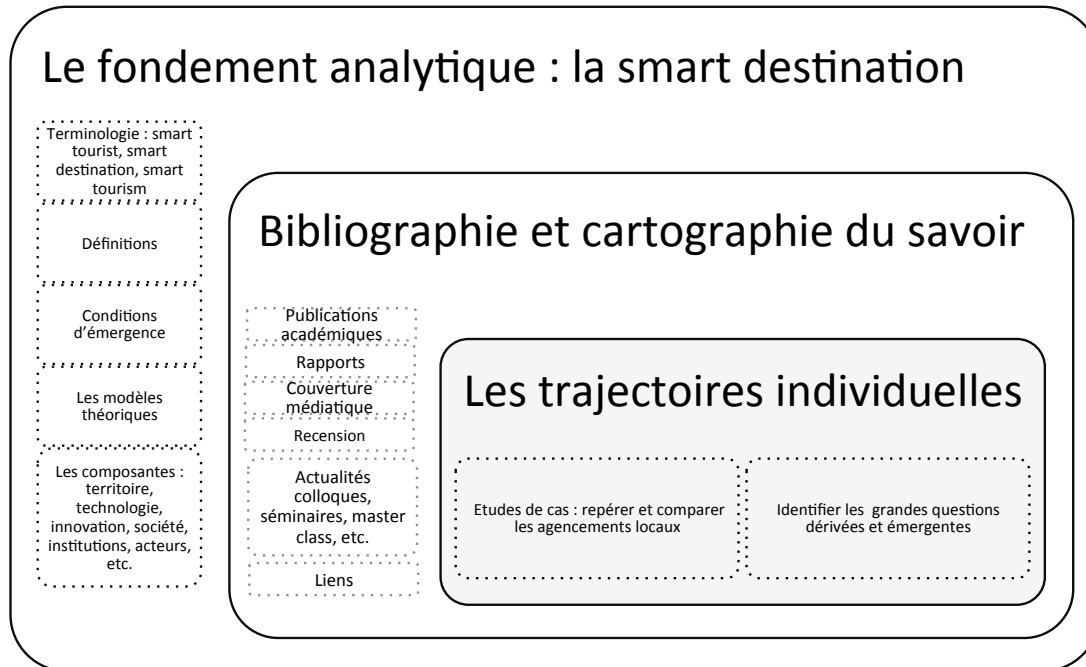 Le fondement analytique : la smart destination
Terminologie : smart
tourist, smart
destination, smart
tourism
Définitions
Conditions
d’émergence
Les modèles
théoriques
Les composantes :
territoire,
technologie,
innovation, société,
institutions, acteurs,
etc.
Bibliographie et cartographie du savoir
Publications
académiques
Rapports
Couverture
médiatique
Recension
Actualités
colloques,
séminaires, master
class, etc.
Liens
Les trajectoires individuelles
Etudes de cas : repérer et comparer
les agencements locaux
Identifier les grandes questions
dérivées et émergentes